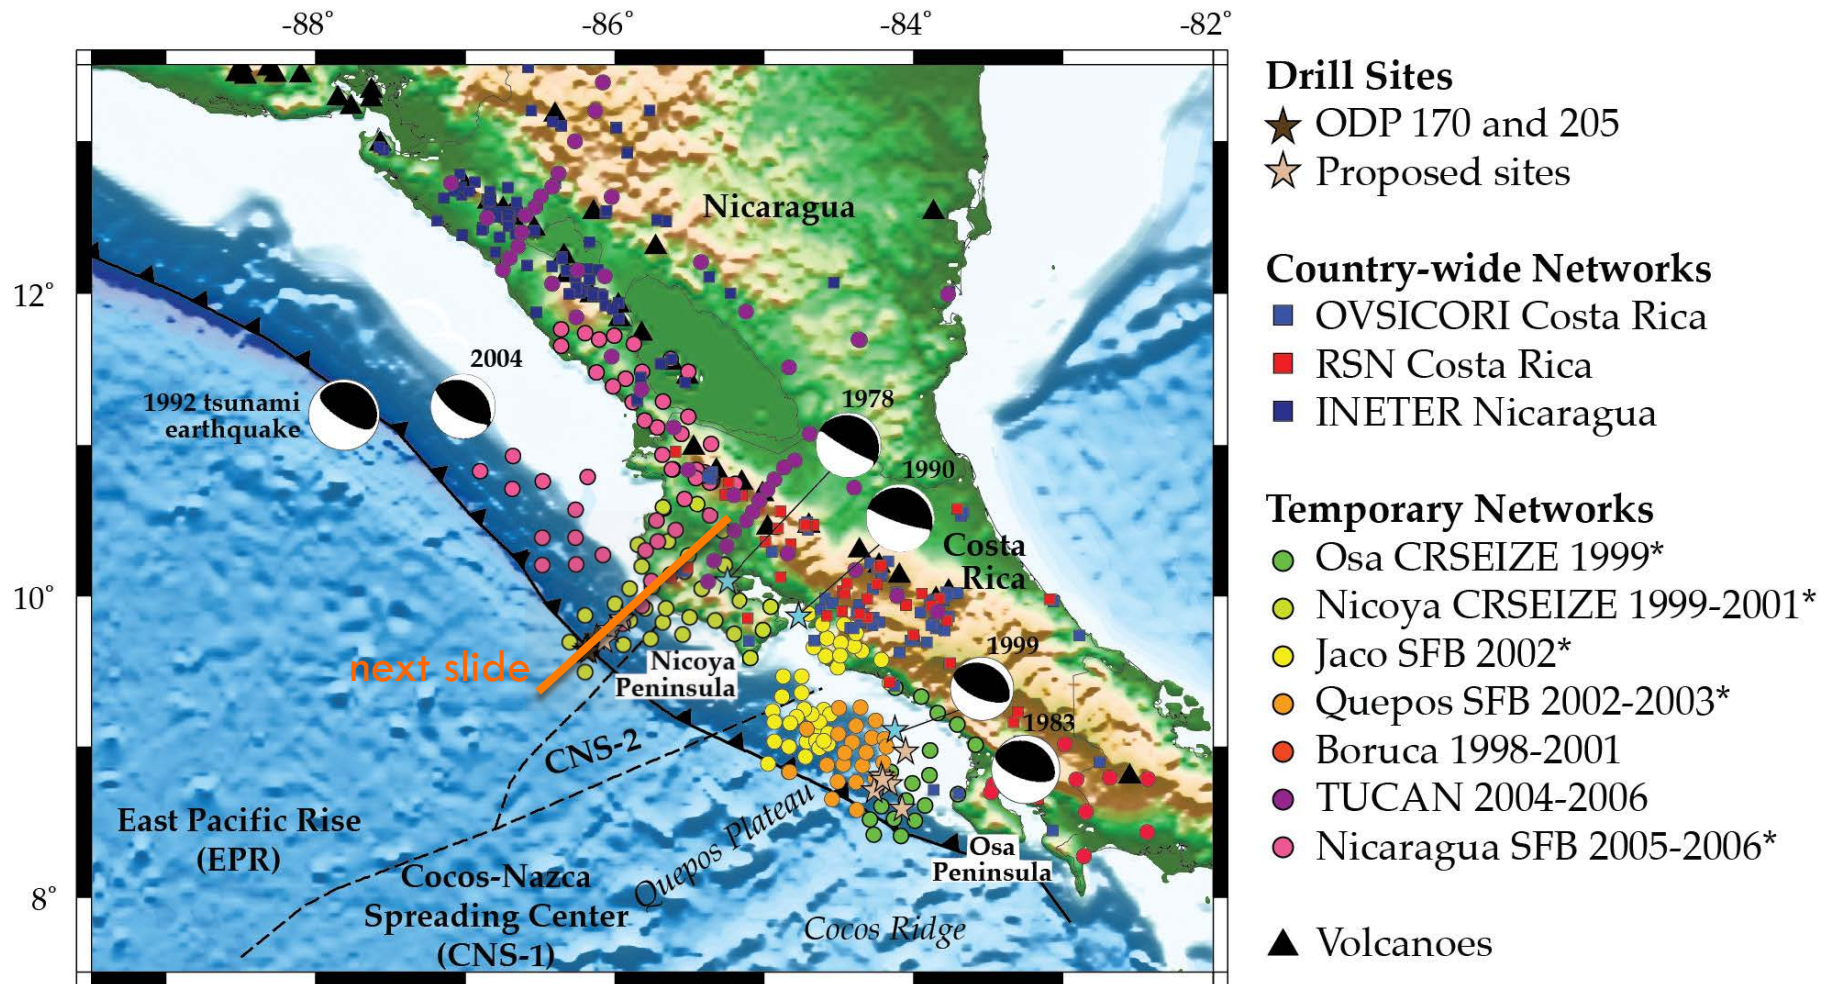 -88° -86° -84° -82°
12°
10°
8°
Nicaragua
2004
1992 tsunami
earthquake
1978
1990
Costa
Rica
1999
1983
next slide
Nicoya
Peninsula
CNS-2
East Pacific Rise
(EPR)
Quepos Plateau
Osa
Peninsula
Cocos-Nazca
Spreading Center
(CNS-1)
Cocos Ridge
Drill Sites
ODP 170 and 205
Proposed sites
Country-wide Networks
OVSICORI Costa Rica
RSN Costa Rica
INETER Nicaragua
Temporary Networks
Osa CRSEIZE 1999*
Nicoya CRSEIZE 1999-2001*
Jaco SFB 2002*
Quepos SFB 2002-2003*
Boruca 1998-2001
TUCAN 2004-2006
Nicaragua SFB 2005-2006*
Volcanoes